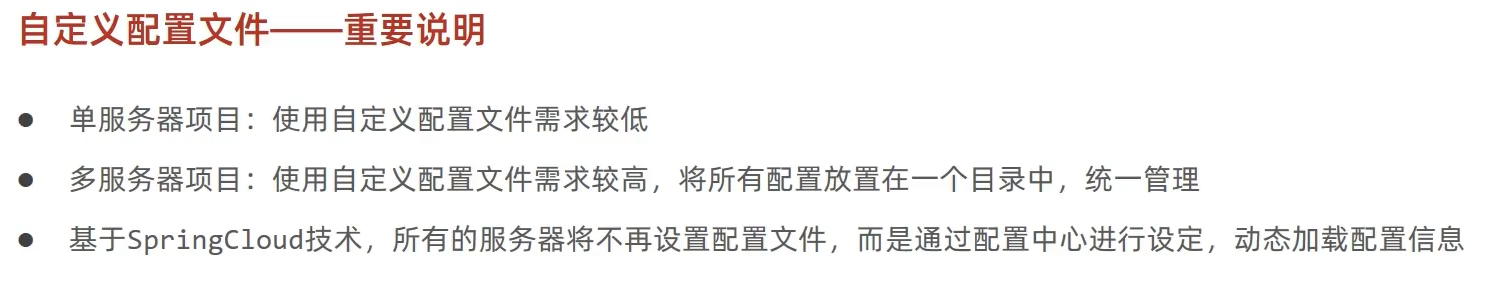 自定义配置文件——重要说明
● 单服务器项目：使用自定义配置文件需求较低
● 多服务器项目：使用自定义配置文件需求较高，将所有配置放置在一个目录中，统一管理
● 基于SpringCloud技术，所有的服务器将不再设置配置文件，而是通过配置中心进行设定，动态加载配置信息